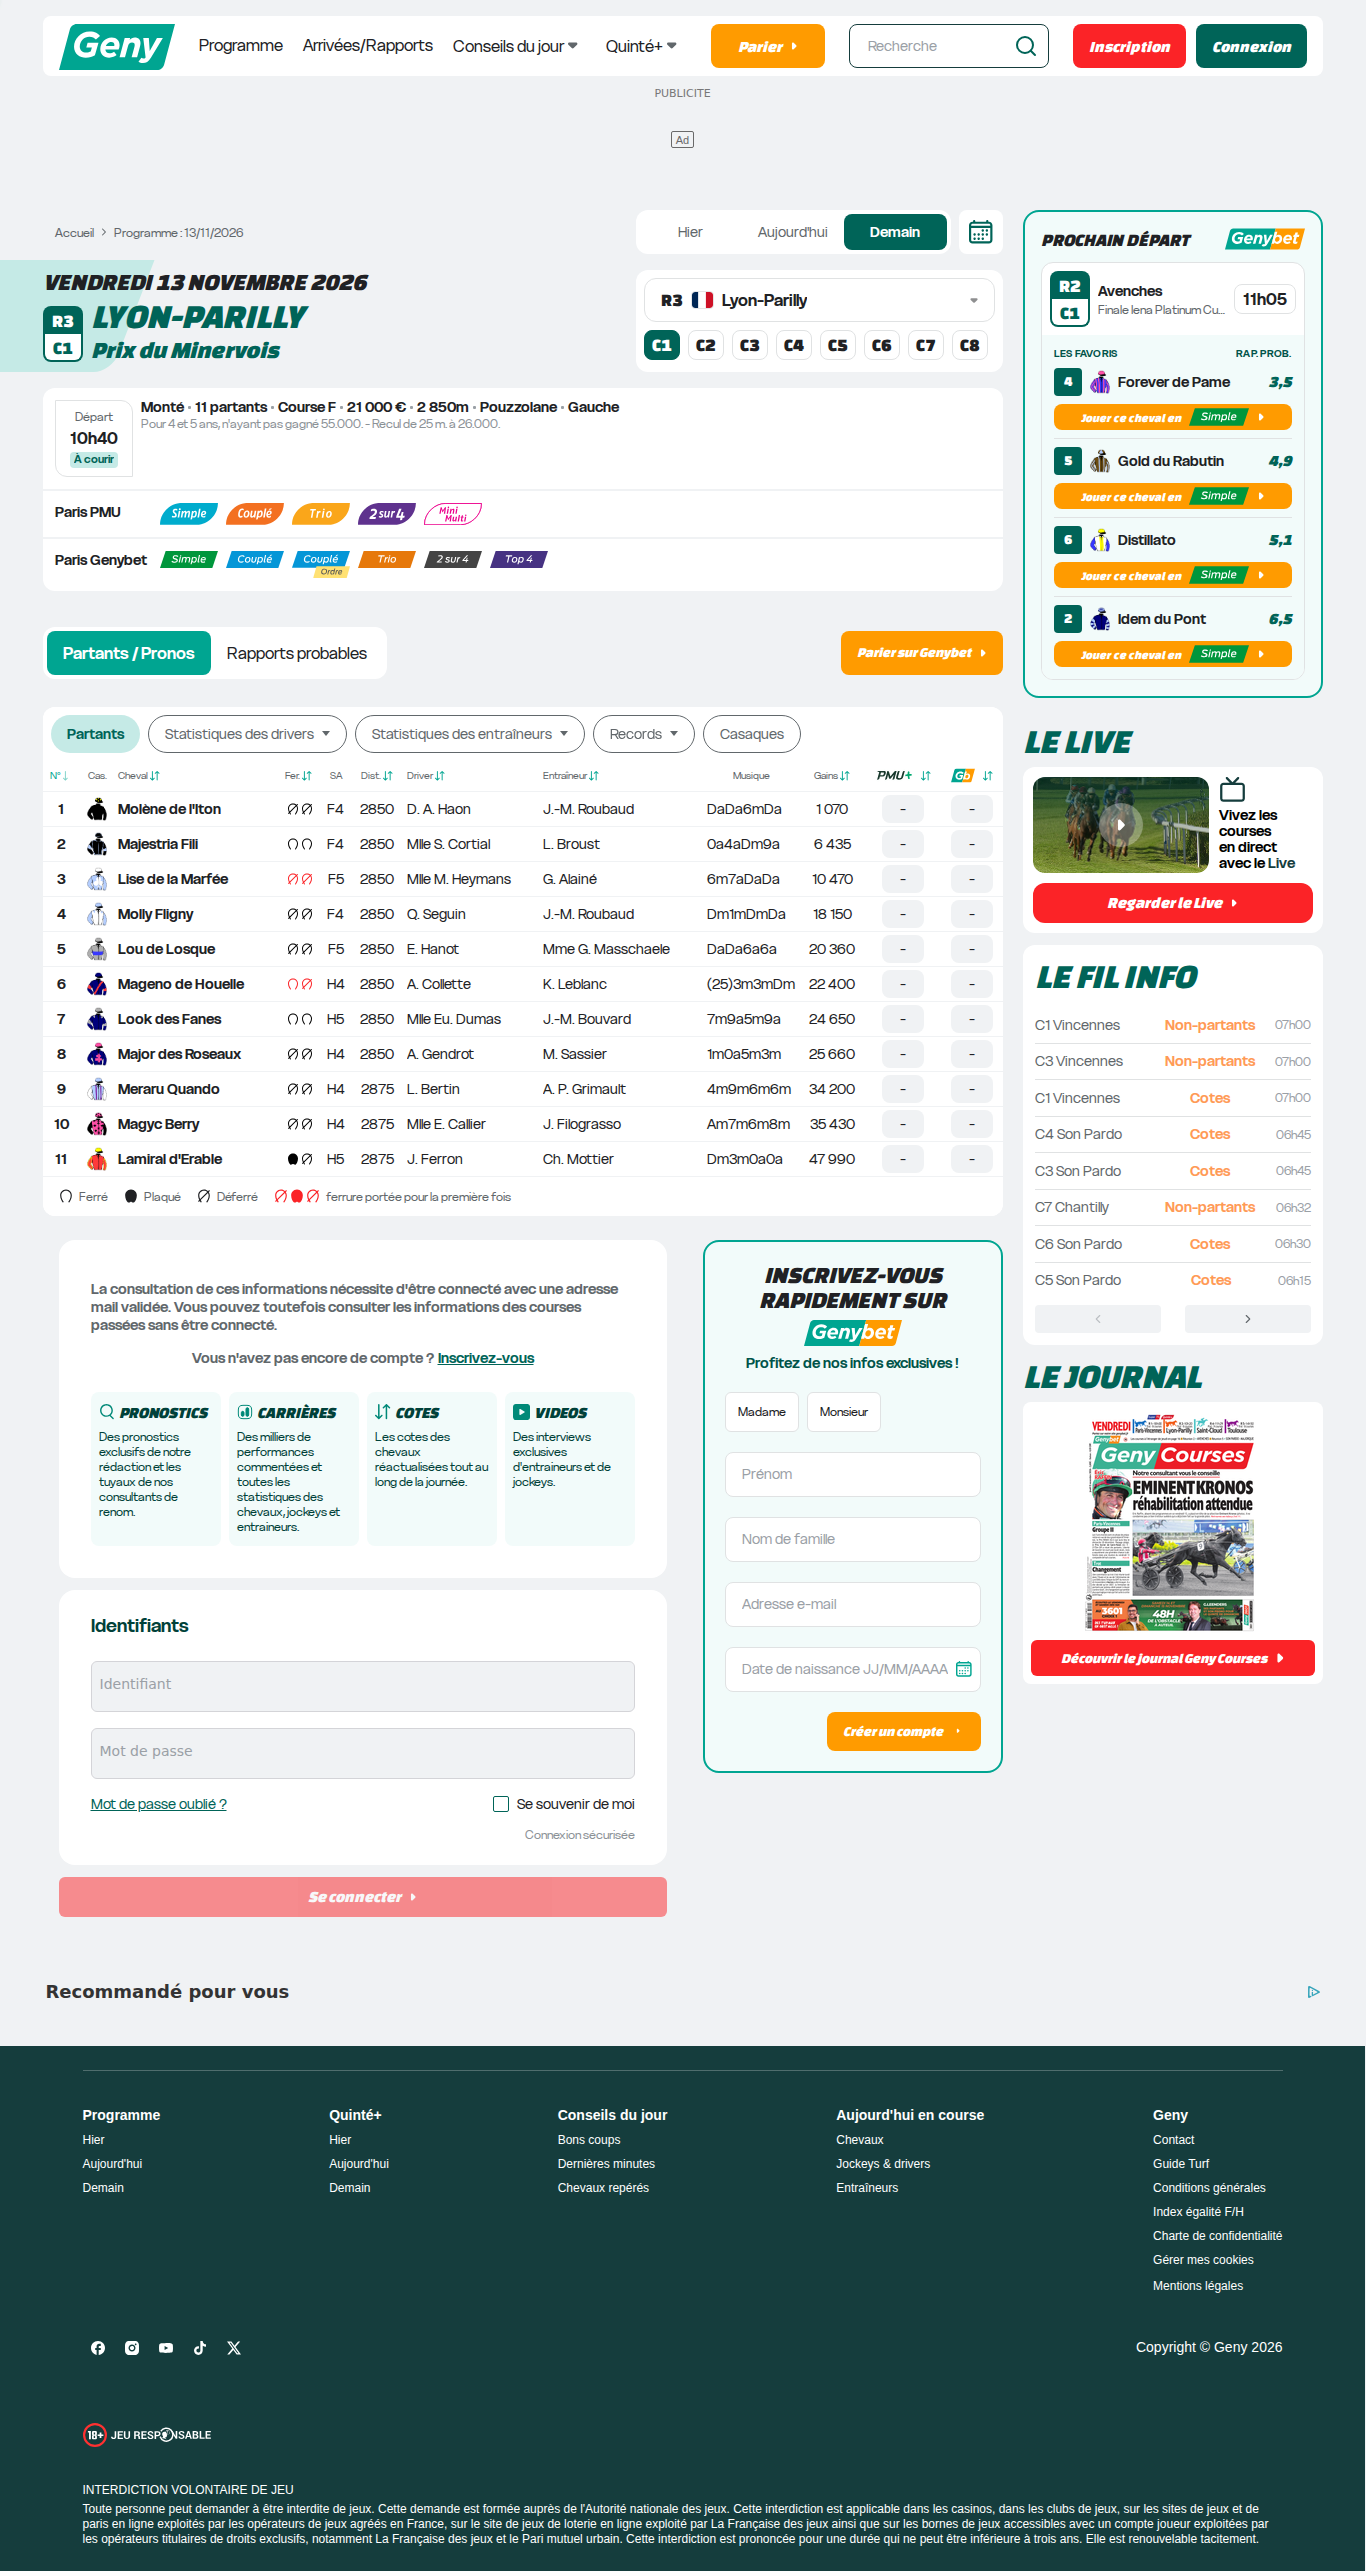 Geny
Programme
Arrivées/Rapports
Conseils du jour
Quinté+
Parier
Recherche
Inscription
Connexion
PUBLICITE
Ad
Accueil > Programme : 13/11/2026
Hier
Aujourd'hui
Demain
VENDREDI 13 NOVEMBRE 2026
R3 LYON-PARILLY
C1 Prix du Minervois
R3 Lyon-Parilly
C1 C2 C3 C4 C5 C6 C7 C8
Départ
10h40
À courir
Monté • 11 partants • Course F • 21 000 € • 2 850m • Pouzzolane • Gauche
Pour 4 et 5 ans, n'ayant pas gagné 55.000. - Recul de 25 m. à 26.000.
Paris PMU Simple Couplé Trio 2 sur 4 Mini Multi
Paris Genybet Simple Couplé Couplé Ordre Trio 2 sur 4 Top 4
Partants / Pronos
Rapports probables
Parier sur Genybet
Partants
Statistiques des drivers
Statistiques des entraîneurs
Records
Casaques
N° Cas. Cheval Fer. SA Dist. Driver Entraîneur Musique Gains PMU+ Gb
1 Molène de l'Iton F4 2850 D. A. Haon J.-M. Roubaud DaDa6mDa 1 070 - -
2 Majestria Fili F4 2850 Mlle S. Cortial L. Broust 0a4aDm9a 6 435 - -
3 Lise de la Marfée F5 2850 Mlle M. Heymans G. Alainé 6m7aDaDa 10 470 - -
4 Molly Fligny F4 2850 Q. Seguin J.-M. Roubaud Dm1mDmDa 18 150 - -
5 Lou de Losque F5 2850 E. Hanot Mme G. Masschaele DaDa6a6a 20 360 - -
6 Mageno de Houelle H4 2850 A. Collette K. Leblanc (25)3m3mDm 22 400 - -
7 Look des Fanes H5 2850 Mlle Eu. Dumas J.-M. Bouvard 7m9a5m9a 24 650 - -
8 Major des Roseaux H4 2850 A. Gendrot M. Sassier 1m0a5m3m 25 660 - -
9 Meraru Quando H4 2875 L. Bertin A. P. Grimault 4m9m6m6m 34 200 - -
10 Magyc Berry H4 2875 Mlle E. Callier J. Filograsso Am7m6m8m 35 430 - -
11 Lamiral d'Erable H5 2875 J. Ferron Ch. Mottier Dm3m0a0a 47 990 - -
Ferré Plaqué Déferré ferrure portée pour la première fois
La consultation de ces informations nécessite d'être connecté avec une adresse
mail validée. Vous pouvez toutefois consulter les informations des courses
passées sans être connecté.
Vous n'avez pas encore de compte ? Inscrivez-vous
PRONOSTICS
Des pronostics
exclusifs de notre
rédaction et les
tuyaux de nos
consultants de
renom.
CARRIÈRES
Des milliers de
performances
commentées et
toutes les
statistiques des
chevaux, jockeys et
entraineurs.
COTES
Les cotes des
chevaux
réactualisées tout au
long de la journée.
VIDEOS
Des interviews
exclusives
d'entraineurs et de
jockeys.
Identifiants
Identifiant
Mot de passe
Mot de passe oublié ?
Se souvenir de moi
Connexion sécurisée
Se connecter
INSCRIVEZ-VOUS
RAPIDEMENT SUR
Genybet
Profitez de nos infos exclusives !
Madame
Monsieur
Prénom
Nom de famille
Adresse e-mail
Date de naissance JJ/MM/AAAA
Créer un compte
PROCHAIN DÉPART Genybet
R2 C1 Avenches 11h05
Finale Iena Platinum Cu...
LES FAVORIS RAP. PROB.
4 Forever de Pame 3,5
Jouer ce cheval en Simple
5 Gold du Rabutin 4,9
Jouer ce cheval en Simple
6 Distillato 5,1
Jouer ce cheval en Simple
2 Idem du Pont 6,5
Jouer ce cheval en Simple
LE LIVE
Vivez les
courses
en direct
avec le Live
Regarder le Live
LE FIL INFO
C1 Vincennes Non-partants 07h00
C3 Vincennes Non-partants 07h00
C1 Vincennes Cotes 07h00
C4 Son Pardo Cotes 06h45
C3 Son Pardo Cotes 06h45
C7 Chantilly Non-partants 06h32
C6 Son Pardo Cotes 06h30
C5 Son Pardo Cotes 06h15
LE JOURNAL
VENDREDI
Paris-Vincennes Lyon-Parilly Saint-Cloud Toulouse
Genybet
Geny Courses
Notre consultant vous le conseille
EMINENT KRONOS
réhabilitation attendue
Groupe II
Changement
48H
Découvrir le journal Geny Courses
Recommandé pour vous
Programme
Hier
Aujourd'hui
Demain
Quinté+
Hier
Aujourd'hui
Demain
Conseils du jour
Bons coups
Dernières minutes
Chevaux repérés
Aujourd'hui en course
Chevaux
Jockeys & drivers
Entraîneurs
Geny
Contact
Guide Turf
Conditions générales
Index égalité F/H
Charte de confidentialité
Gérer mes cookies
Mentions légales
Copyright © Geny 2026
18+ JEU RESPONSABLE
INTERDICTION VOLONTAIRE DE JEU
Toute personne peut demander à être interdite de jeux. Cette demande est formée auprès de l'Autorité nationale des jeux. Cette interdiction est applicable dans les casinos, dans les clubs de jeux, sur les sites de jeux et de
paris en ligne exploités par les opérateurs de jeux agréés en France, sur le site de jeux de loterie en ligne exploité par La Française des jeux ainsi que sur les bornes de jeux accessibles avec un compte joueur exploitées par
les opérateurs titulaires de droits exclusifs, notamment La Française des jeux et le Pari mutuel urbain. Cette interdiction est prononcée pour une durée qui ne peut être inférieure à trois ans. Elle est renouvelable tacitement.